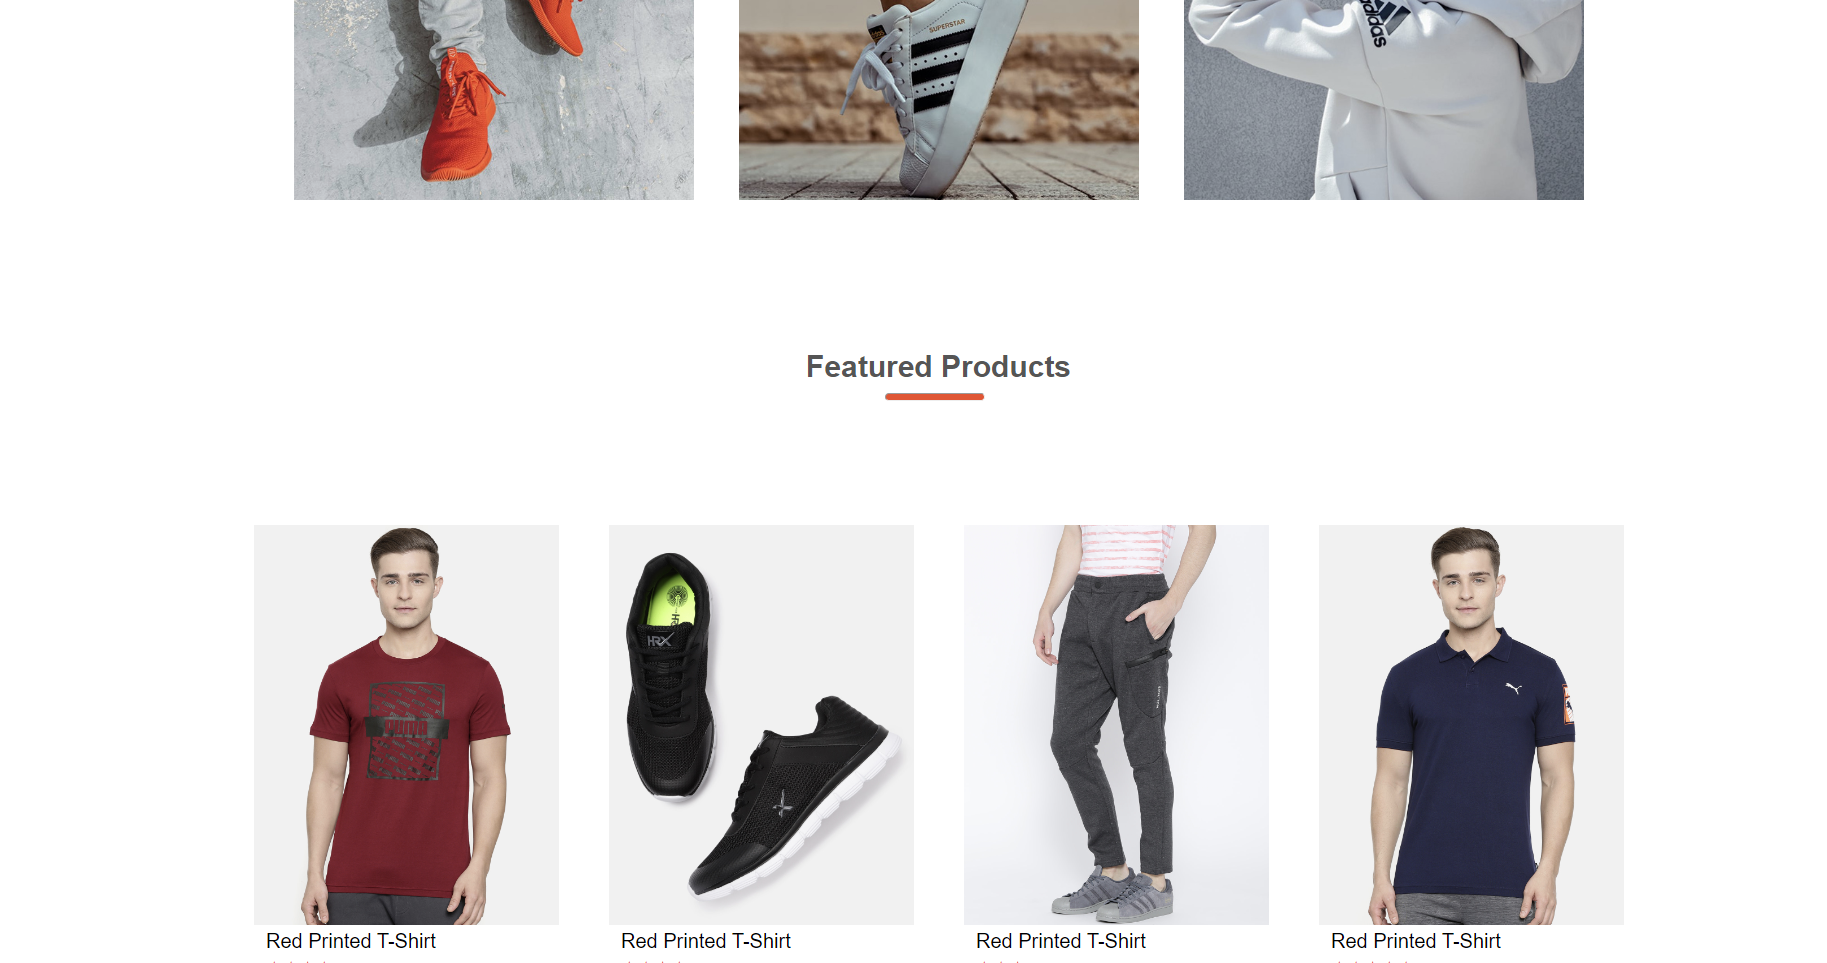 SUPERSTAR
adidas
Featured Products
HRX
PUMA
Red Printed T-Shirt
Red Printed T-Shirt
Red Printed T-Shirt
Red Printed T-Shirt